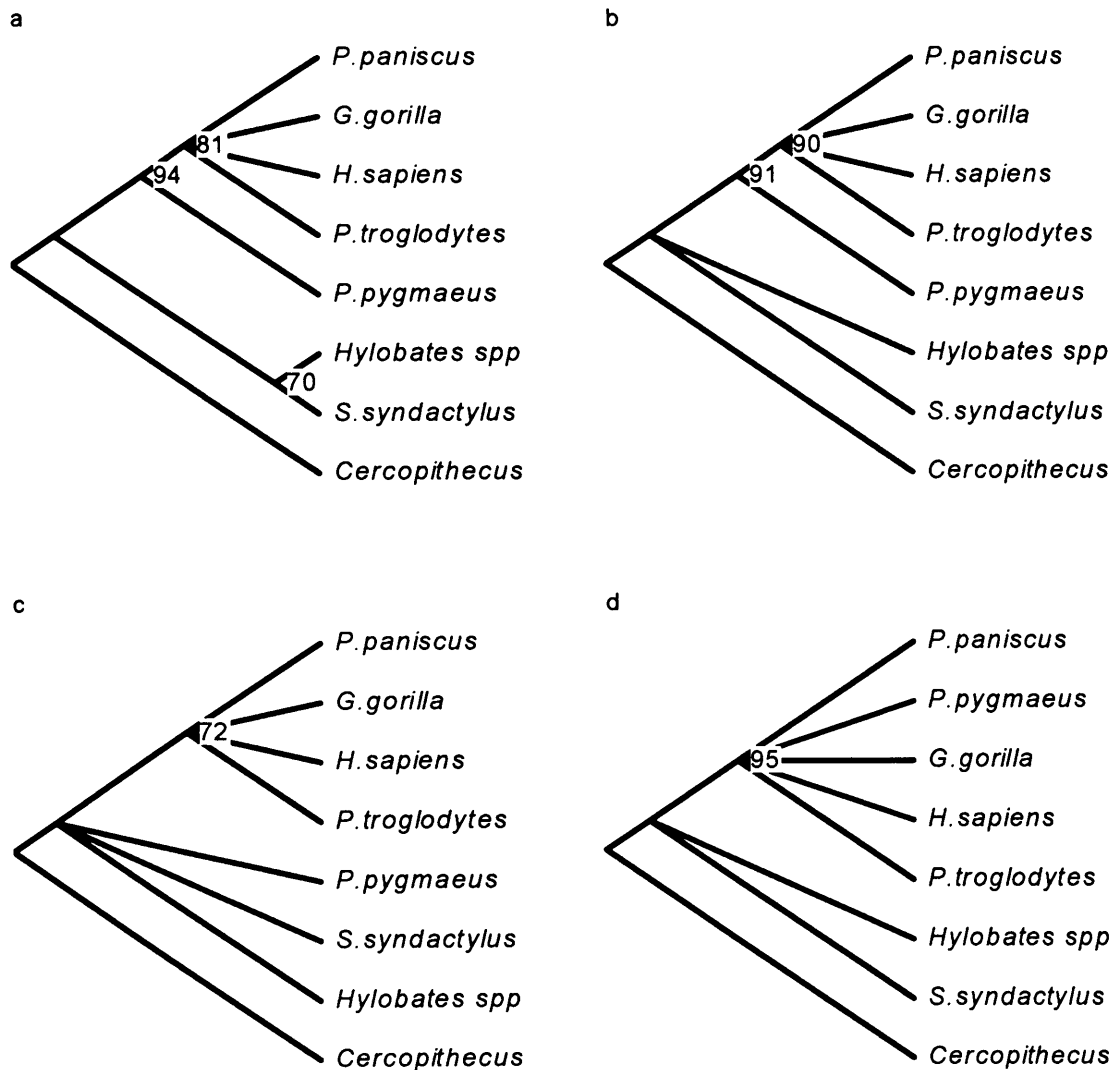 a
P.paniscus
G.gorilla
81
H.sapiens
94
P.troglodytes
P.pygmaeus
Hylobates spp
70
S.syndactylus
Cercopithecus
b
P.paniscus
G.gorilla
90
H.sapiens
91
P.troglodytes
P.pygmaeus
Hylobates spp
S.syndactylus
Cercopithecus
c
P.paniscus
G.gorilla
72
H.sapiens
P.troglodytes
P.pygmaeus
S.syndactylus
Hylobates spp
Cercopithecus
d
P.paniscus
P.pygmaeus
95
G.gorilla
H.sapiens
P.troglodytes
Hylobates spp
S.syndactylus
Cercopithecus